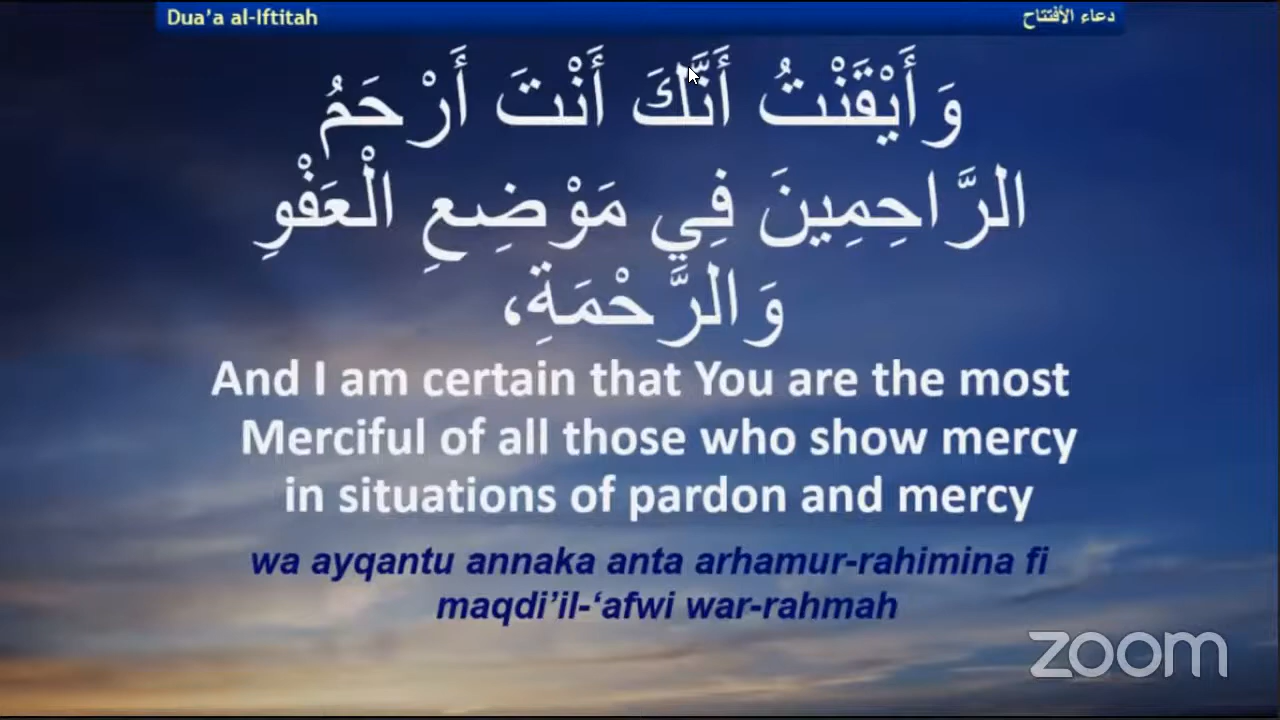 Dua’a al-Iftitah
دعاء الأفتتاح
وَأَيْقَنْتُ أَنَّكَ أَنْتَ أَرْحَمُ
الرَّاحِمِينَ فِي مَوْضِعِ الْعَفْوِ
وَالرَّحْمَةِ،
And I am certain that You are the most
Merciful of all those who show mercy
in situations of pardon and mercy
wa ayqantu annaka anta arhamur-rahimina fi
maqdi’il-‘afwi war-rahmah
zoom